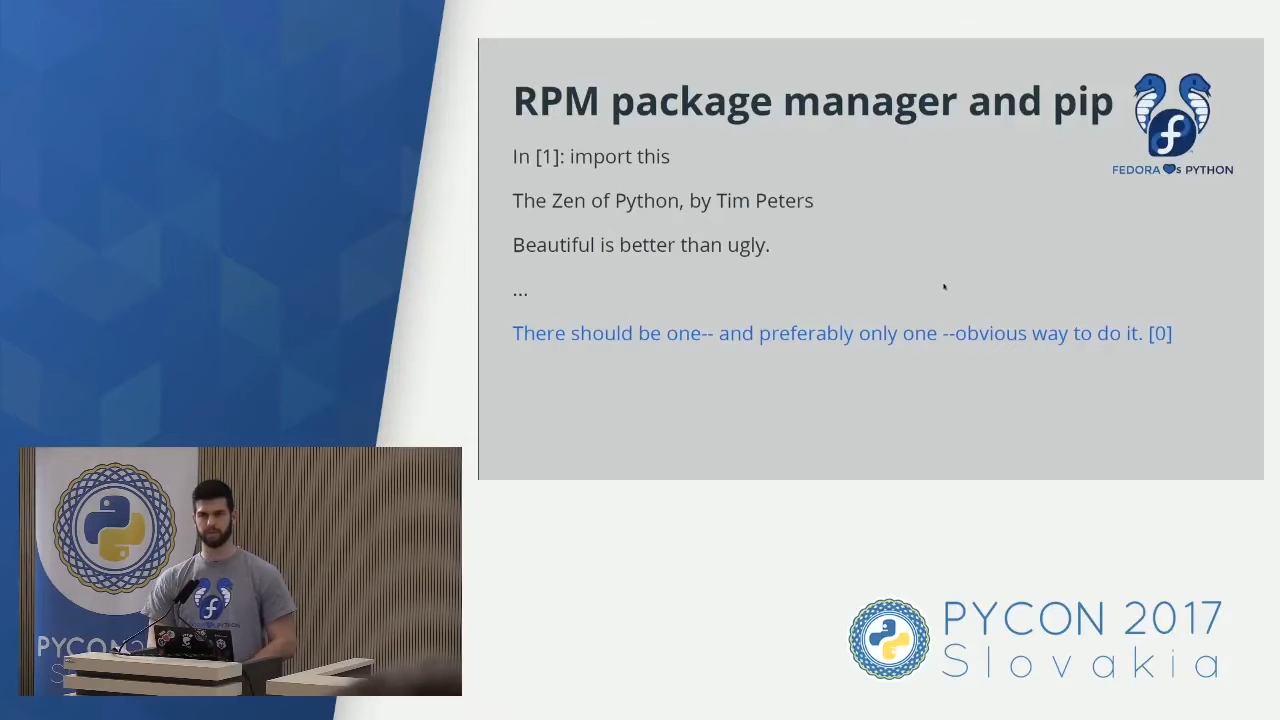 RPM package manager and pip
FEDORA s PYTHON
In [1]: import this
The Zen of Python, by Tim Peters
Beautiful is better than ugly.
...
There should be one-- and preferably only one --obvious way to do it. [0]
PYCON 2017
Slovakia
PYCON